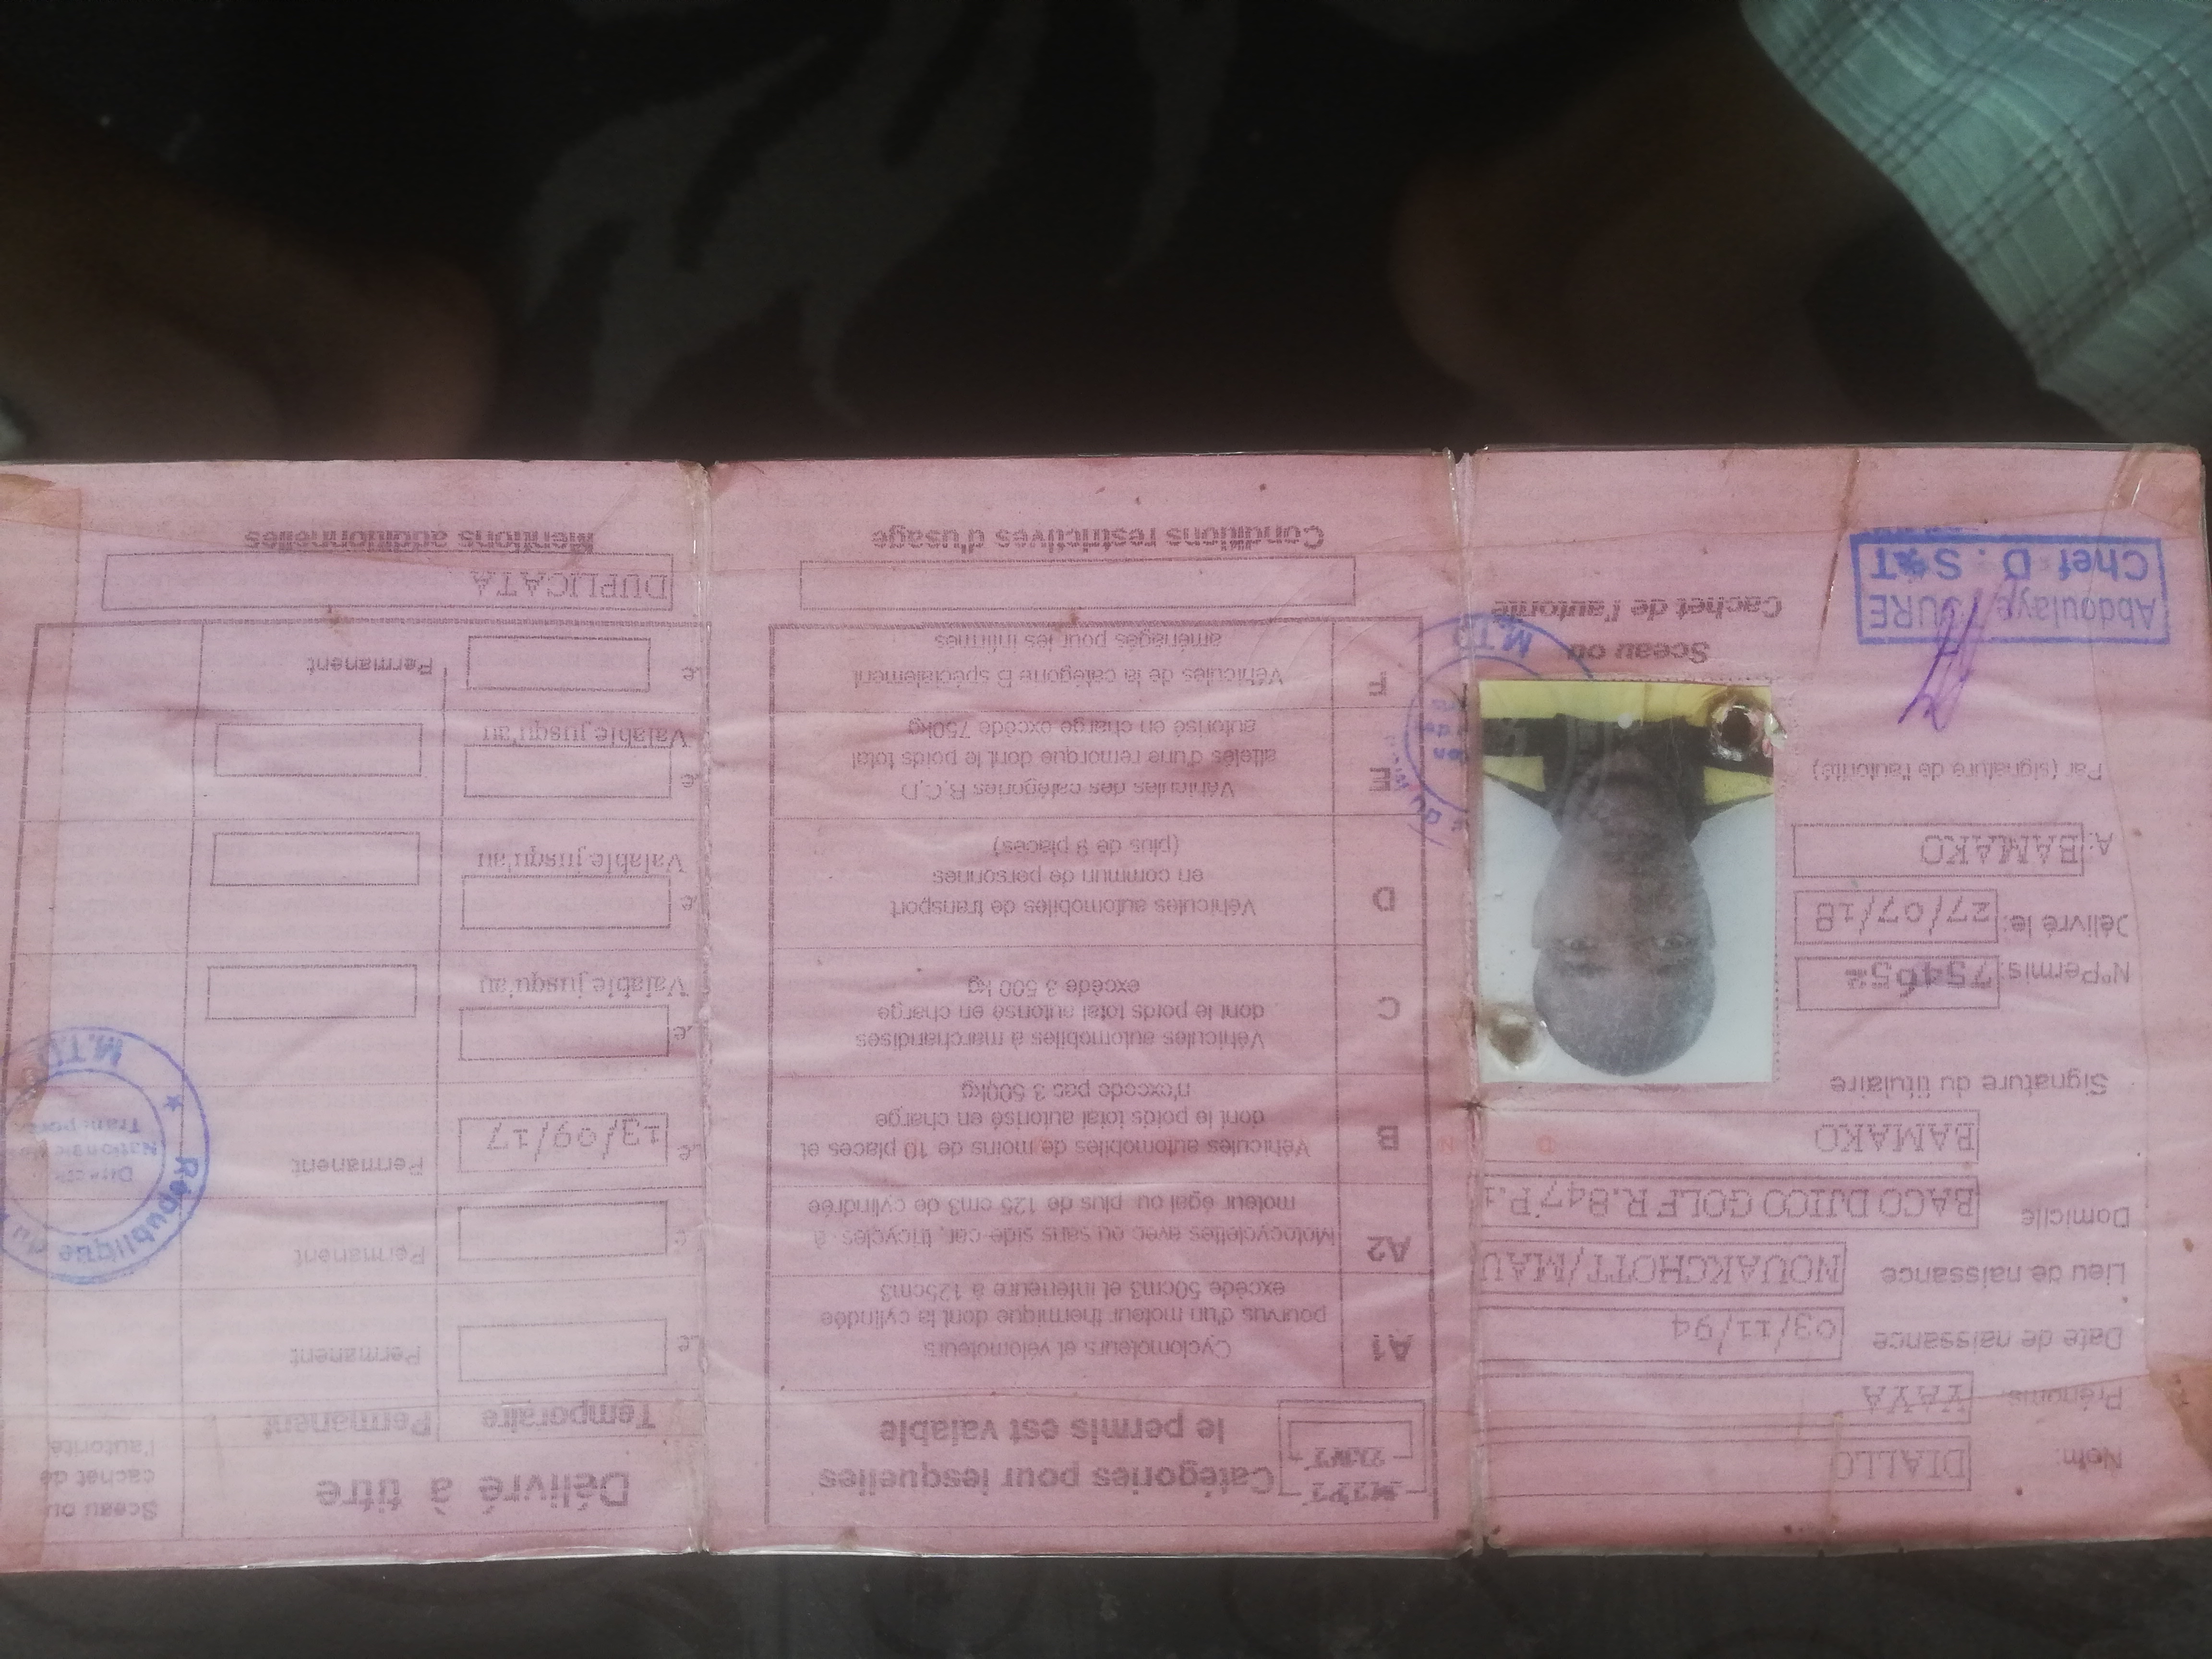 Nom: DIALLO
Prénoms: YAYA
Date de naissance 03/11/94
Lieu de naissance NOUAKCHOTT/MAU
Domicile BACO DJICO GOLF R.847 P.1
BAMAKO
Signature du titulaire
N°Permis: 754652
Délivré le: 27/07/18
A: BAMAKO
Par (signature de l'autorité)
Abdoulaye
Chef D.
Sceau ou
Cachet de l'autorité
M.T.D
Catégories pour lesquelles
le permis est valable
A1 Cyclomoteurs et vélomoteurs
pourvus d'un moteur thermique dont la cylindée
excède 50cm3 et inférieure à 125cm3
A2 Motocyclettes avec ou sans side-car, tricycles à
moteur égal ou plus de 125 cm3 de cylindrée
B Véhicules automobiles de moins de 10 places et
dont le poids total autorisé en charge
n'excede pas 3 500kg
C Véhicules automobiles à marchandises
dont le poids total autorisé en charge
excède 3 500 kg
D Véhicules automobiles de transport
en commun de personnes
(plus de 9 places)
E Véhicules des catégories B,C,D
attelés d'une remorque dont le poids total
autorisé en charge excède 750kg
F Véhicules de la catégorie B spécialement
aménagés pour les infirmes
Conditions restrictives d'usage
Délivré à titre
Temporaire Permanent
Sceau ou
cachet de
l'autorité
Le Permanent
Le Permanent
Le 13/09/17 Permanent
Le
Valable jusqu'au
Le
Valable jusqu'au
Le
Valable jusqu'au
Le Permanent
République du
Nationale
Transports
M.T.D
DUPLICATA
Mentions additionnelles